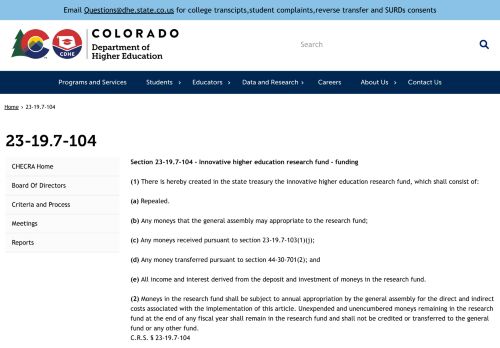 Email Questions@dhe.state.co.us for college transcipts,student complaints,reverse transfer and SURDs consents
COLORADO
Department of
Higher Education
CDHE
Search
Programs and Services Students › Educators › Data and Research › Careers About Us › Contact Us
Home › 23-19.7-104
23-19.7-104
CHECRA Home
Board Of Directors
Criteria and Process
Meetings
Reports
Section 23-19.7-104 - Innovative higher education research fund - funding
(1) There is hereby created in the state treasury the innovative higher education research fund, which shall consist of:
(a) Repealed.
(b) Any moneys that the general assembly may appropriate to the research fund;
(c) Any moneys received pursuant to section 23-19.7-103(1)(j);
(d) Any money transferred pursuant to section 44-30-701(2); and
(e) All income and interest derived from the deposit and investment of moneys in the research fund.
(2) Moneys in the research fund shall be subject to annual appropriation by the general assembly for the direct and indirect
costs associated with the implementation of this article. Unexpended and unencumbered moneys remaining in the
research fund at the end of any fiscal year shall remain in the research fund and shall not be credited or transferred to the general
fund or any other fund.
C.R.S. § 23-19.7-104